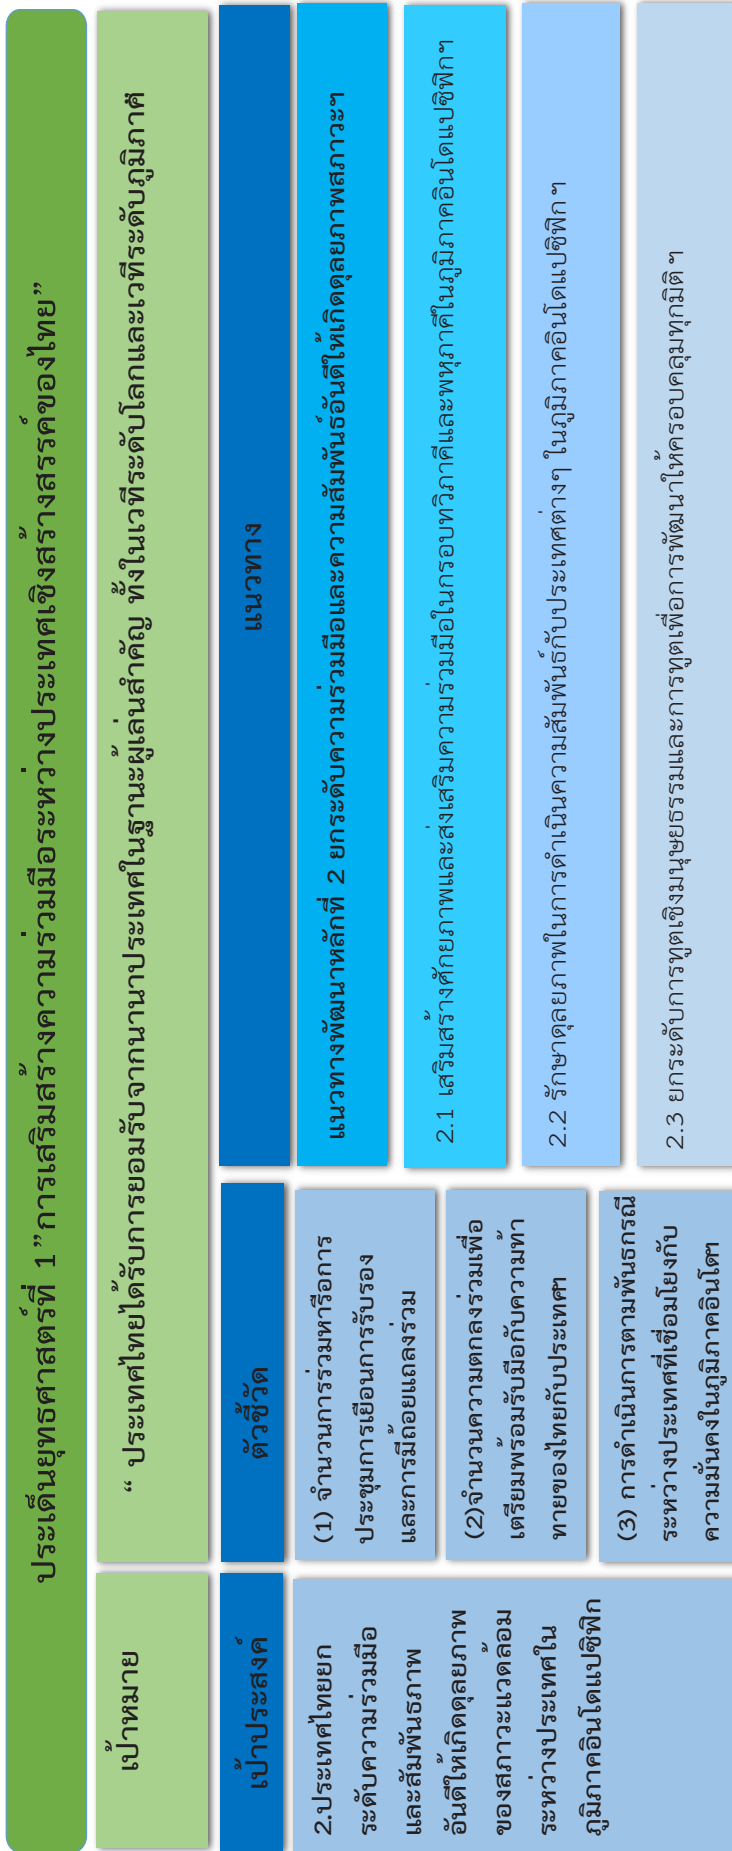 ประเด็นยุทธศาสตร์ที่ 1 ”การเสริมสร้างความร่วมมือระหว่างประเทศเชิงสร้างสรรค์ของไทย”
เป้าหมาย
“ ประเทศไทยได้รับการยอมรับจากนานาประเทศในฐานะผู้เล่นสำคัญ ทั้งในเวทีระดับโลกและเวทีระดับภูมิภาค์
เป้าประสงค์
ตัวชี้วัด
แนวทาง
2.ประเทศไทยยก
ระดับความร่วมมือ
และสัมพันธภาพ
อันดีให้เกิดดุลยภาพ
ของสภาวะแวดล้อม
ระหว่างประเทศใน
ภูมิภาคอินโดแปซิฟิก
(1) จำนวนการร่วมหารือการ
ประชุมการเยือนการรับรอง
และการมีถอยแถลงร่วม
(2)จำนวนความตกลงร่วมเพื่อ
เตรียมพร้อมรับมือกับความท้า
ทายของไทยกับประเทศฯ
(3) การดำเนินการตามพันธกรณี
ระหว่างประเทศที่เชื่อมโยงกับ
ความมั่นคงในภูมิภาคอินโดฯ
แนวทางพัฒนาหลักที่ 2 ยกระดับความร่วมมือและความสัมพันธ์อันดีให้เกิดดุลยภาพสภาวะฯ
2.1 เสริมสร้างศักยภาพและส่งเสริมความร่วมมือในกรอบทวิภาคีและพหุภาคีในภูมิภาคอินโดแปซิฟิกฯ
2.2 รักษาดุลยภาพในการดำเนินความสัมพันธ์กับประเทศต่างๆ ในภูมิภาคอินโดแปซิฟิก ฯ
2.3 ยกระดับการทูตเชิงมนุษยธรรมและการทูตเพื่อการพัฒนาให้ครอบคลุมทุกมิติ ฯ